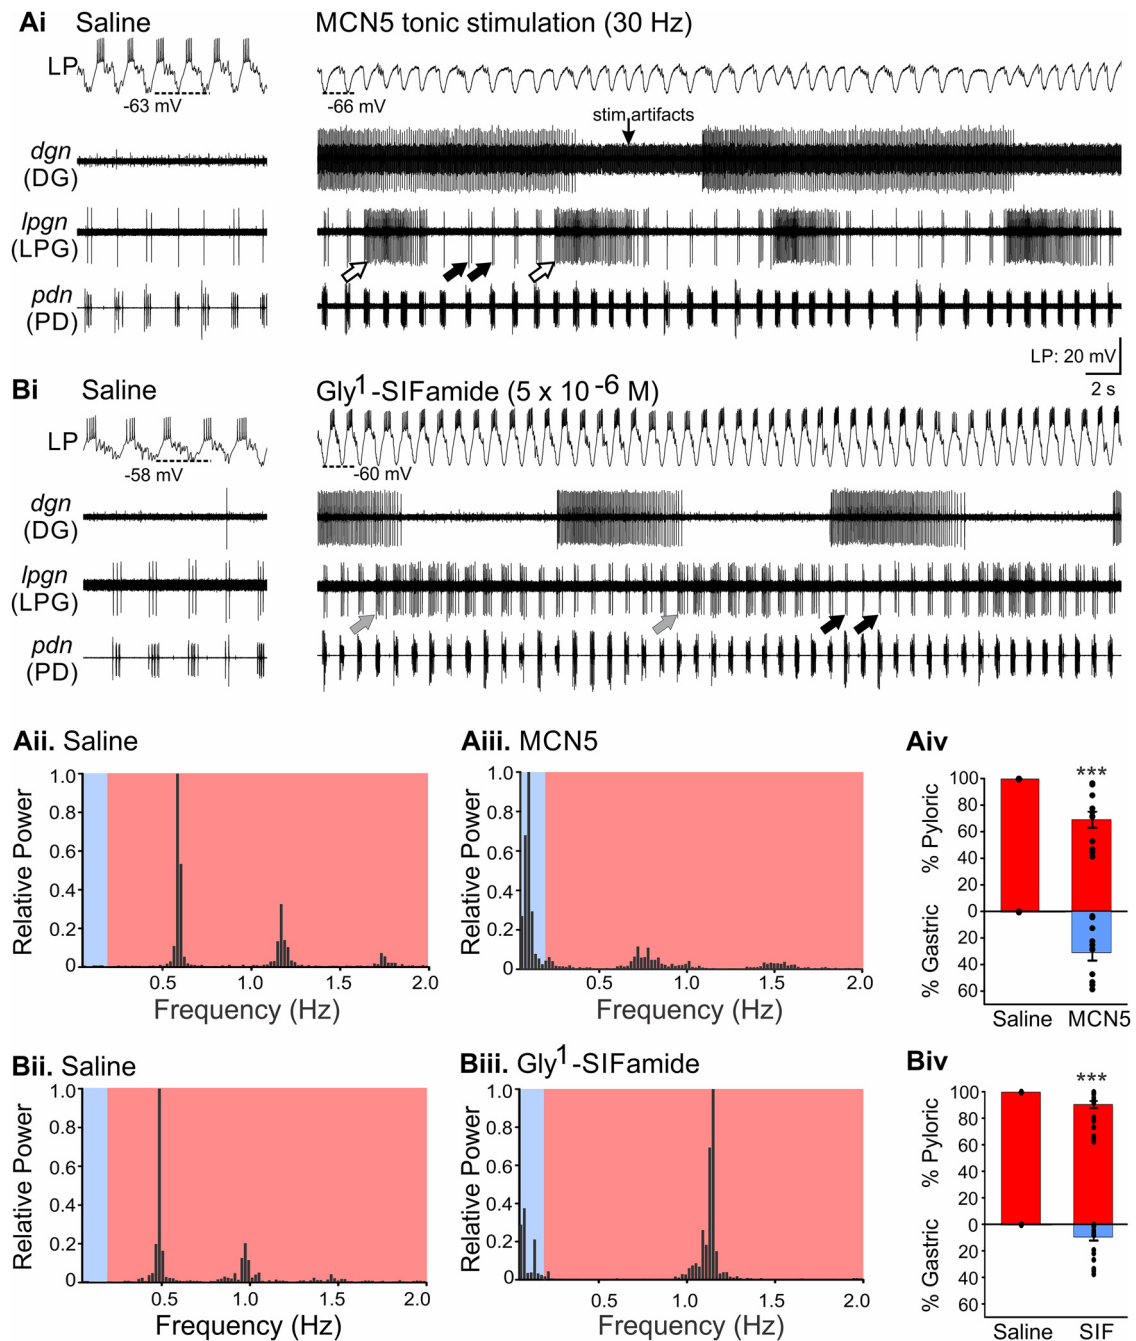 Ai Saline MCN5 tonic stimulation (30 Hz)
LP
-63 mV
-66 mV
stim artifacts
dgn
(DG)
lpgn
(LPG)
pdn
(PD)
LP: 20 mV
2 s
Bi Saline Gly1-SIFamide (5 x 10-6 M)
LP
-58 mV
-60 mV
dgn
(DG)
lpgn
(LPG)
pdn
(PD)
Aii. Saline
Relative Power
1.0
0.8
0.6
0.4
0.2
0
0.5 1.0 1.5 2.0
Frequency (Hz)
Aiii. MCN5
Relative Power
1.0
0.8
0.6
0.4
0.2
0
0.5 1.0 1.5 2.0
Frequency (Hz)
Aiv
***
% Pyloric
% Gastric
100
80
60
40
20
0
20
40
60
Saline MCN5
Bii. Saline
Relative Power
1.0
0.8
0.6
0.4
0.2
0
0.5 1.0 1.5 2.0
Frequency (Hz)
Biii. Gly1-SIFamide
Relative Power
1.0
0.8
0.6
0.4
0.2
0
0.5 1.0 1.5 2.0
Frequency (Hz)
Biv
***
% Pyloric
% Gastric
100
80
60
40
20
0
20
40
60
Saline SIF